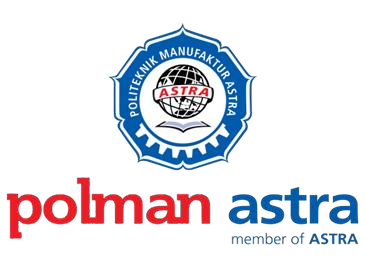 POLITEKNIK MANUFAKTUR ASTRA
ASTRA
polman astra
member of ASTRA